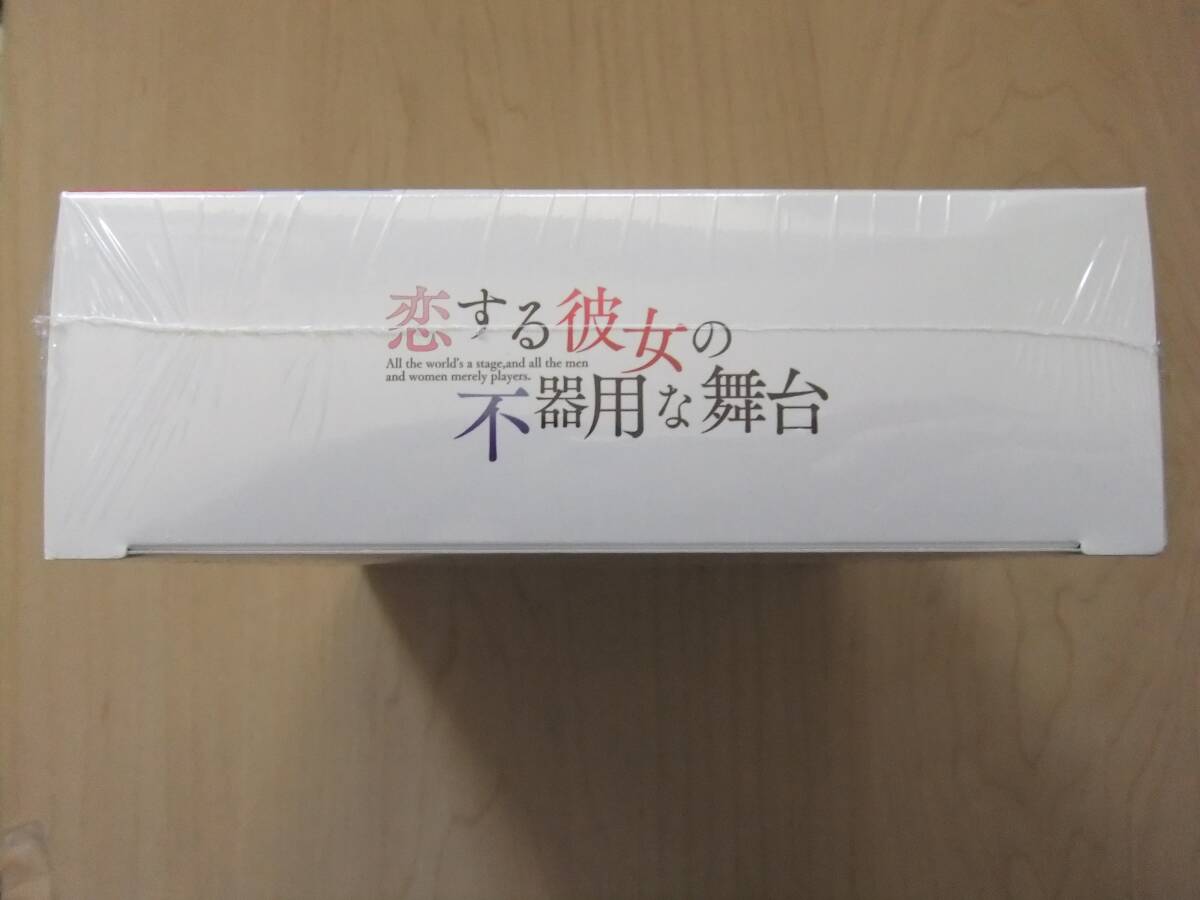 恋する彼女の
All the world's a stage,and all the men
and women merely players.
不器用な舞台